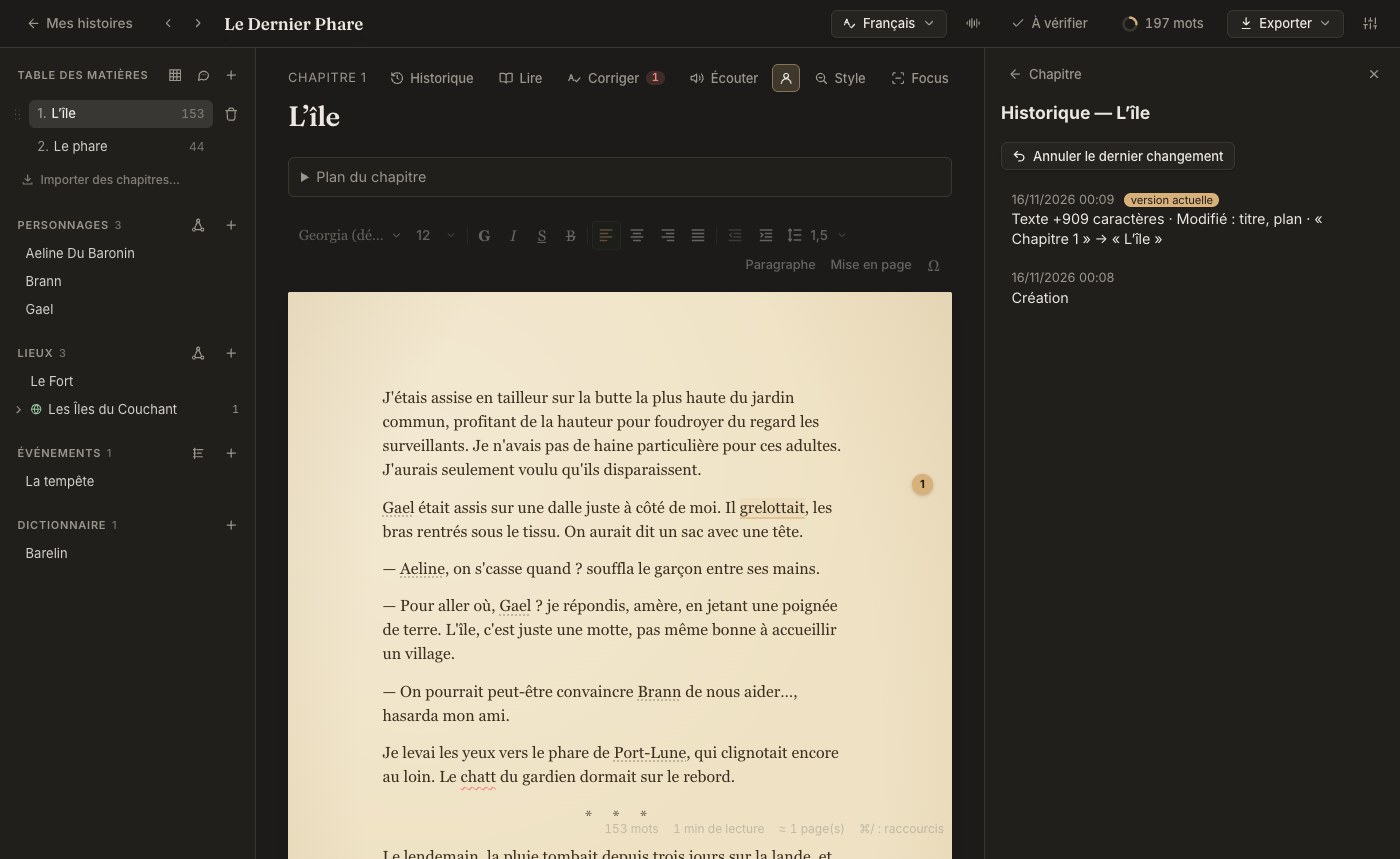 Mes histoires
Le Dernier Phare
Français
À vérifier
197 mots
Exporter
TABLE DES MATIÈRES
1. L’île 153
2. Le phare 44
Importer des chapitres...
PERSONNAGES 3
Aeline Du Baronin
Brann
Gael
LIEUX 3
Le Fort
Les Îles du Couchant 1
ÉVÉNEMENTS 1
La tempête
DICTIONNAIRE 1
Barelin
CHAPITRE 1
Historique
Lire
Corriger 1
Écouter
Style
Focus
L’île
Plan du chapitre
Georgia (dé... 12 G I S B 1,5
Paragraphe Mise en page Ω
J'étais assise en tailleur sur la butte la plus haute du jardin
commun, profitant de la hauteur pour foudroyer du regard les
surveillants. Je n'avais pas de haine particulière pour ces adultes.
J'aurais seulement voulu qu'ils disparaissent.
1
Gael était assis sur une dalle juste à côté de moi. Il grelottait, les
bras rentrés sous le tissu. On aurait dit un sac avec une tête.
— Aeline, on s'casse quand ? souffla le garçon entre ses mains.
— Pour aller où, Gael ? je répondis, amère, en jetant une poignée
de terre. L'île, c'est juste une motte, pas même bonne à accueillir
un village.
— On pourrait peut-être convaincre Brann de nous aider...,
hasarda mon ami.
Je levai les yeux vers le phare de Port-Lune, qui clignotait encore
au loin. Le chatt du gardien dormait sur le rebord.
* * *
153 mots 1 min de lecture ≈ 1 page(s) ⌘/ : raccourcis
Le lendemain, la pluie tombait depuis trois jours sur la lande, et
Chapitre
Historique — L’île
Annuler le dernier changement
16/11/2026 00:09 version actuelle
Texte +909 caractères · Modifié : titre, plan · «
Chapitre 1 » → « L’île »
16/11/2026 00:08
Création